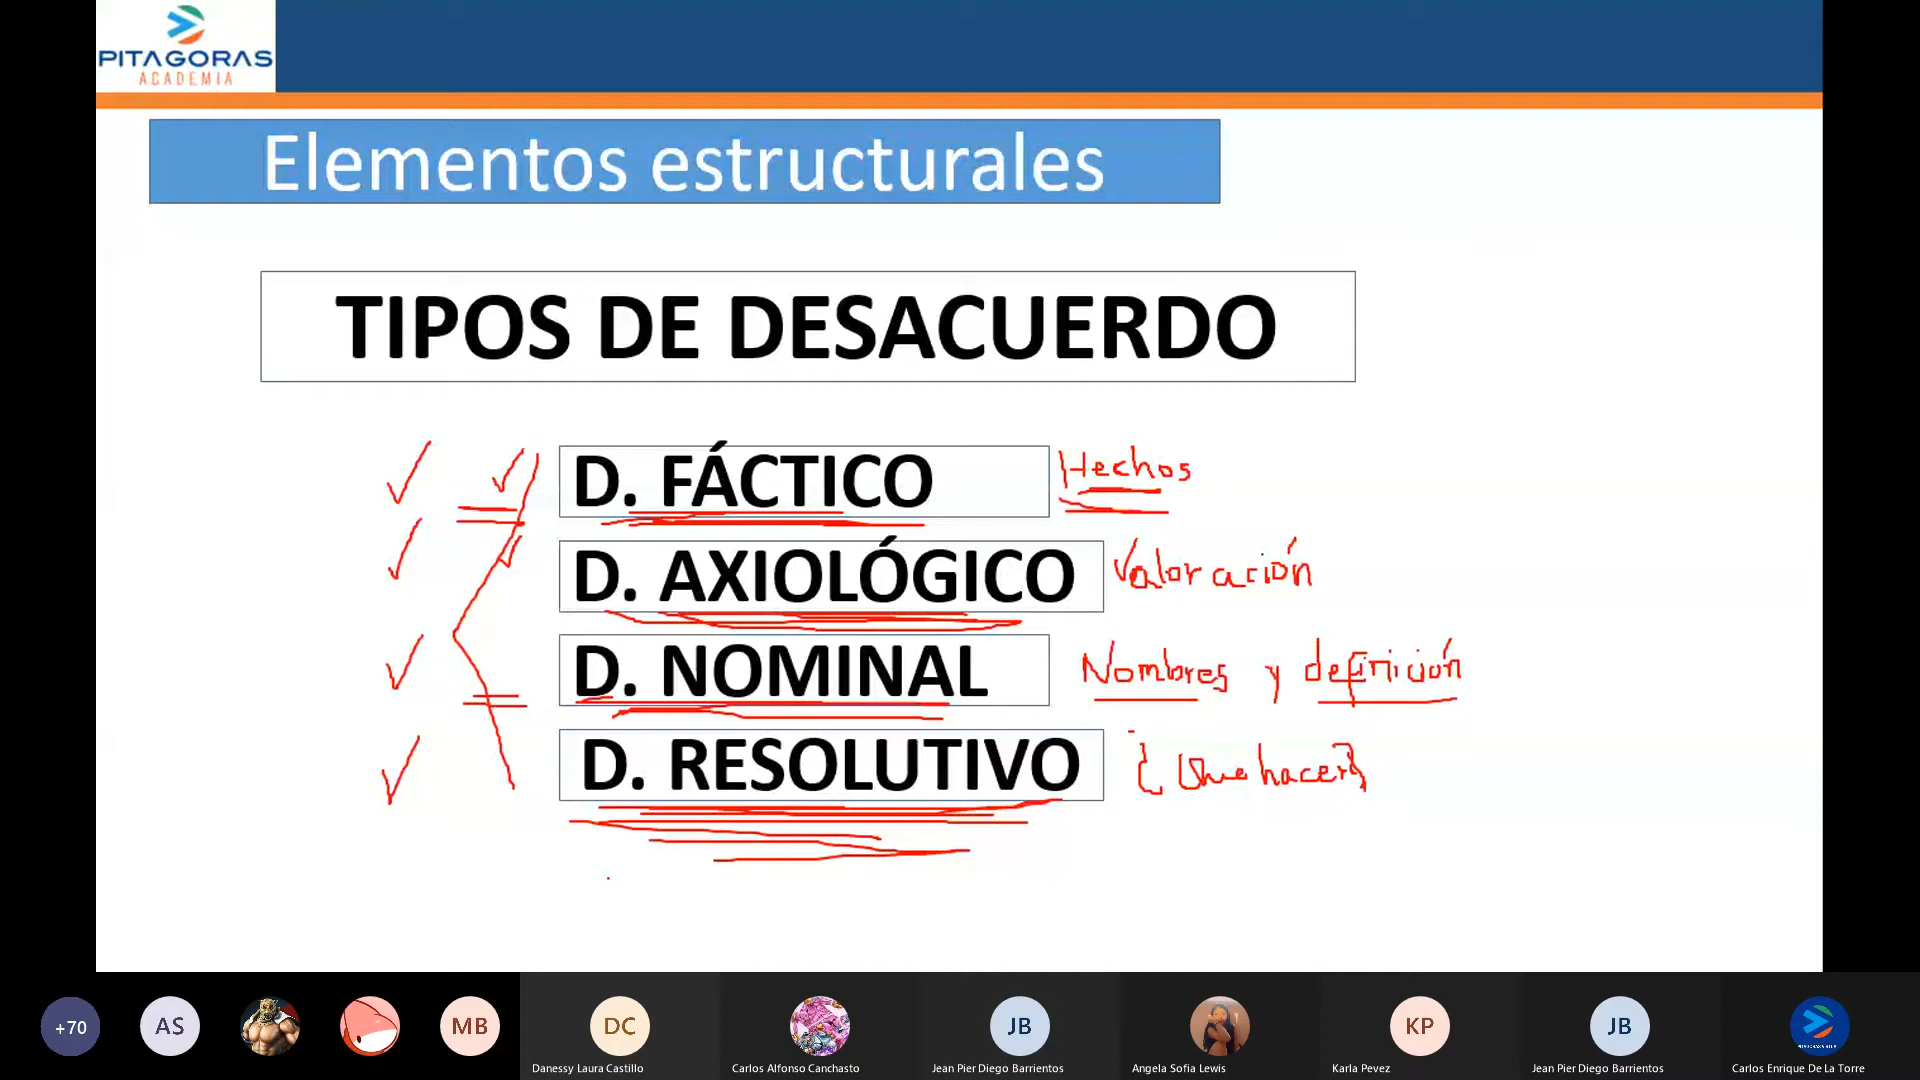 PITAGORAS
ACADEMIA
Elementos estructurales
TIPOS DE DESACUERDO
D. FÁCTICO Hechos
D. AXIOLÓGICO Valoración
D. NOMINAL Nombres y definición
D. RESOLUTIVO ¿Que hacer?
+70 AS MB DC JB KP JB
Danessy Laura Castillo Carlos Alfonso Canchasto Jean Pier Diego Barrientos Angela Sofia Lewis Karla Pevez Jean Pier Diego Barrientos Carlos Enrique De La Torre